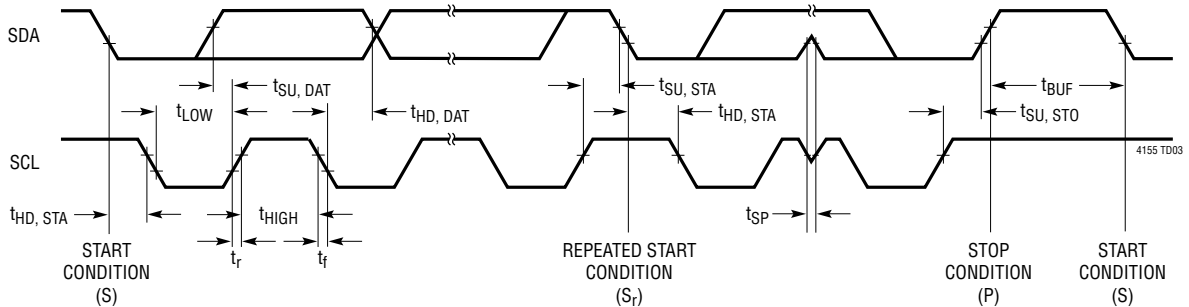 SDA
tSU, DAT
tSU, STA
tBUF
tLOW
tHD, DAT
tHD, STA
tSU, STO
SCL
4155 TD03
tHD, STA
tHIGH
tSP
tr
tf
START
CONDITION
(S)
REPEATED START
CONDITION
(Sr)
STOP
CONDITION
(P)
START
CONDITION
(S)